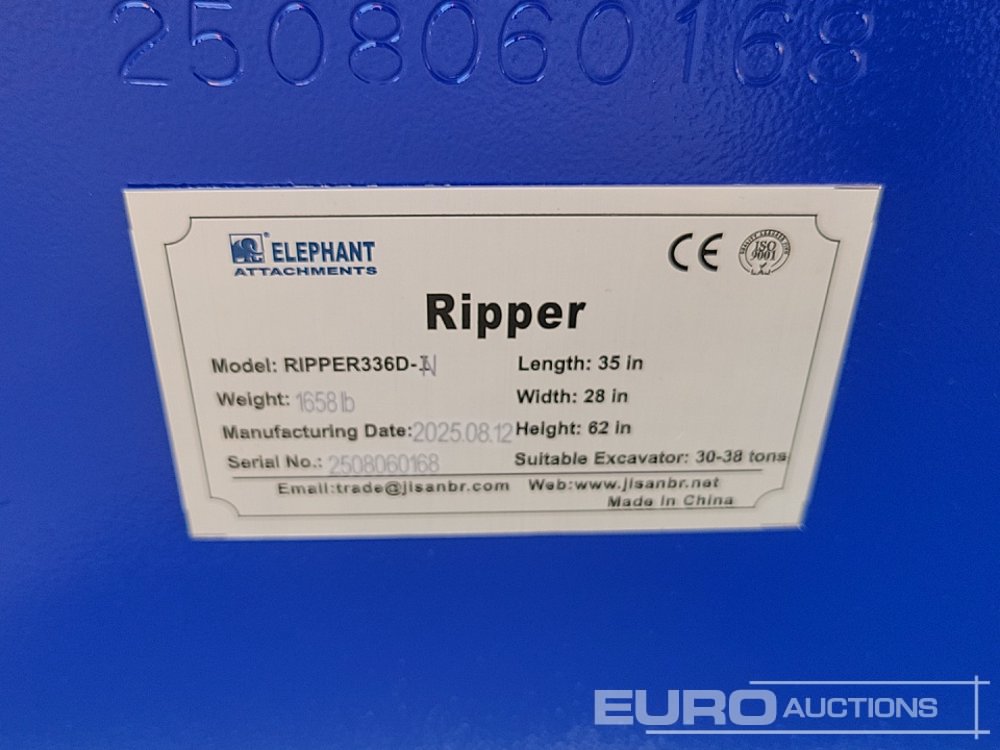 2508060168
ELEPHANT
ATTACHMENTS
CE
ISO
9001
Ripper
Model: RIPPER336D-
Length: 35 in
Weight: 1658 lb
Width: 28 in
Manufacturing Date: 2025.08.12
Height: 62 in
Serial No.: 2508060168
Suitable Excavator: 30-38 tons
Email:trade@jisanbr.com Web:www.jisanbr.net
Made in China
EURO AUCTIONS